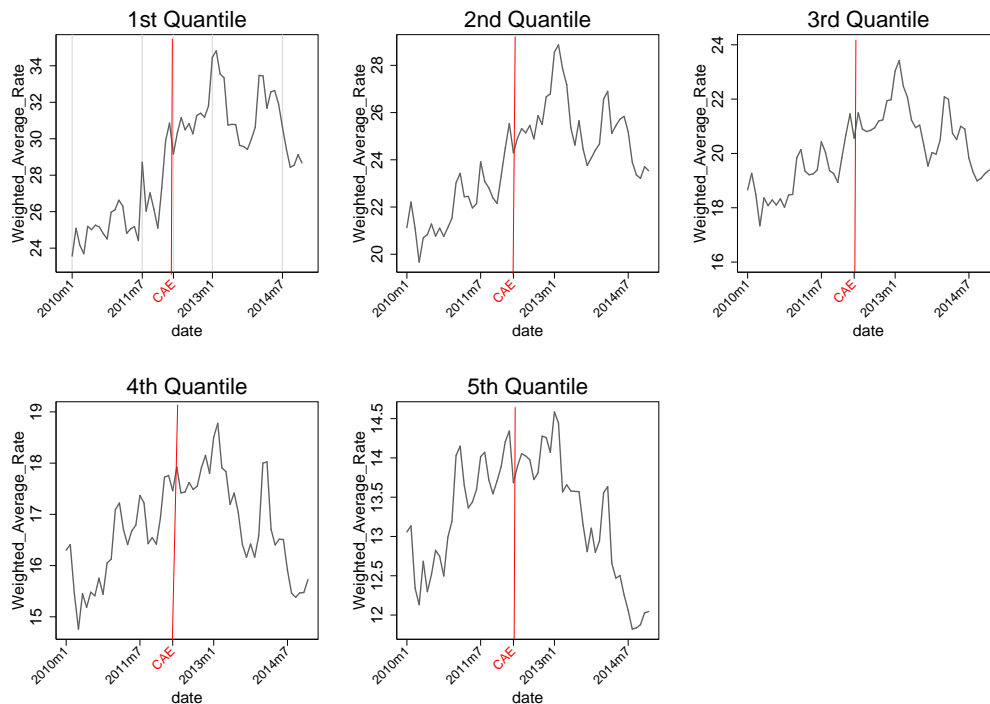 1st Quantile
Weighted_Average_Rate
24 26 28 30 32 34
2010m1 2011m7 CAE 2013m1 2014m7
date
2nd Quantile
Weighted_Average_Rate
20 22 24 26 28
2010m1 2011m7 CAE 2013m1 2014m7
date
3rd Quantile
Weighted_Average_Rate
16 18 20 22 24
2010m1 2011m7 CAE 2013m1 2014m7
date
4th Quantile
Weighted_Average_Rate
15 16 17 18 19
2010m1 2011m7 CAE 2013m1 2014m7
date
5th Quantile
Weighted_Average_Rate
12 12.5 13 13.5 14 14.5
2010m1 2011m7 CAE 2013m1 2014m7
date